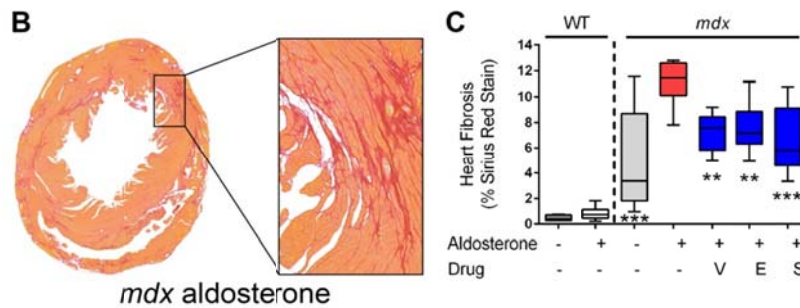 B
mdx aldosterone
C
WT mdx
Heart Fibrosis
(% Sirius Red Stain)
14
12
10
8
6
4
2
0
*** ** ** ***
Aldosterone - + - + + + +
Drug - - - - V E S